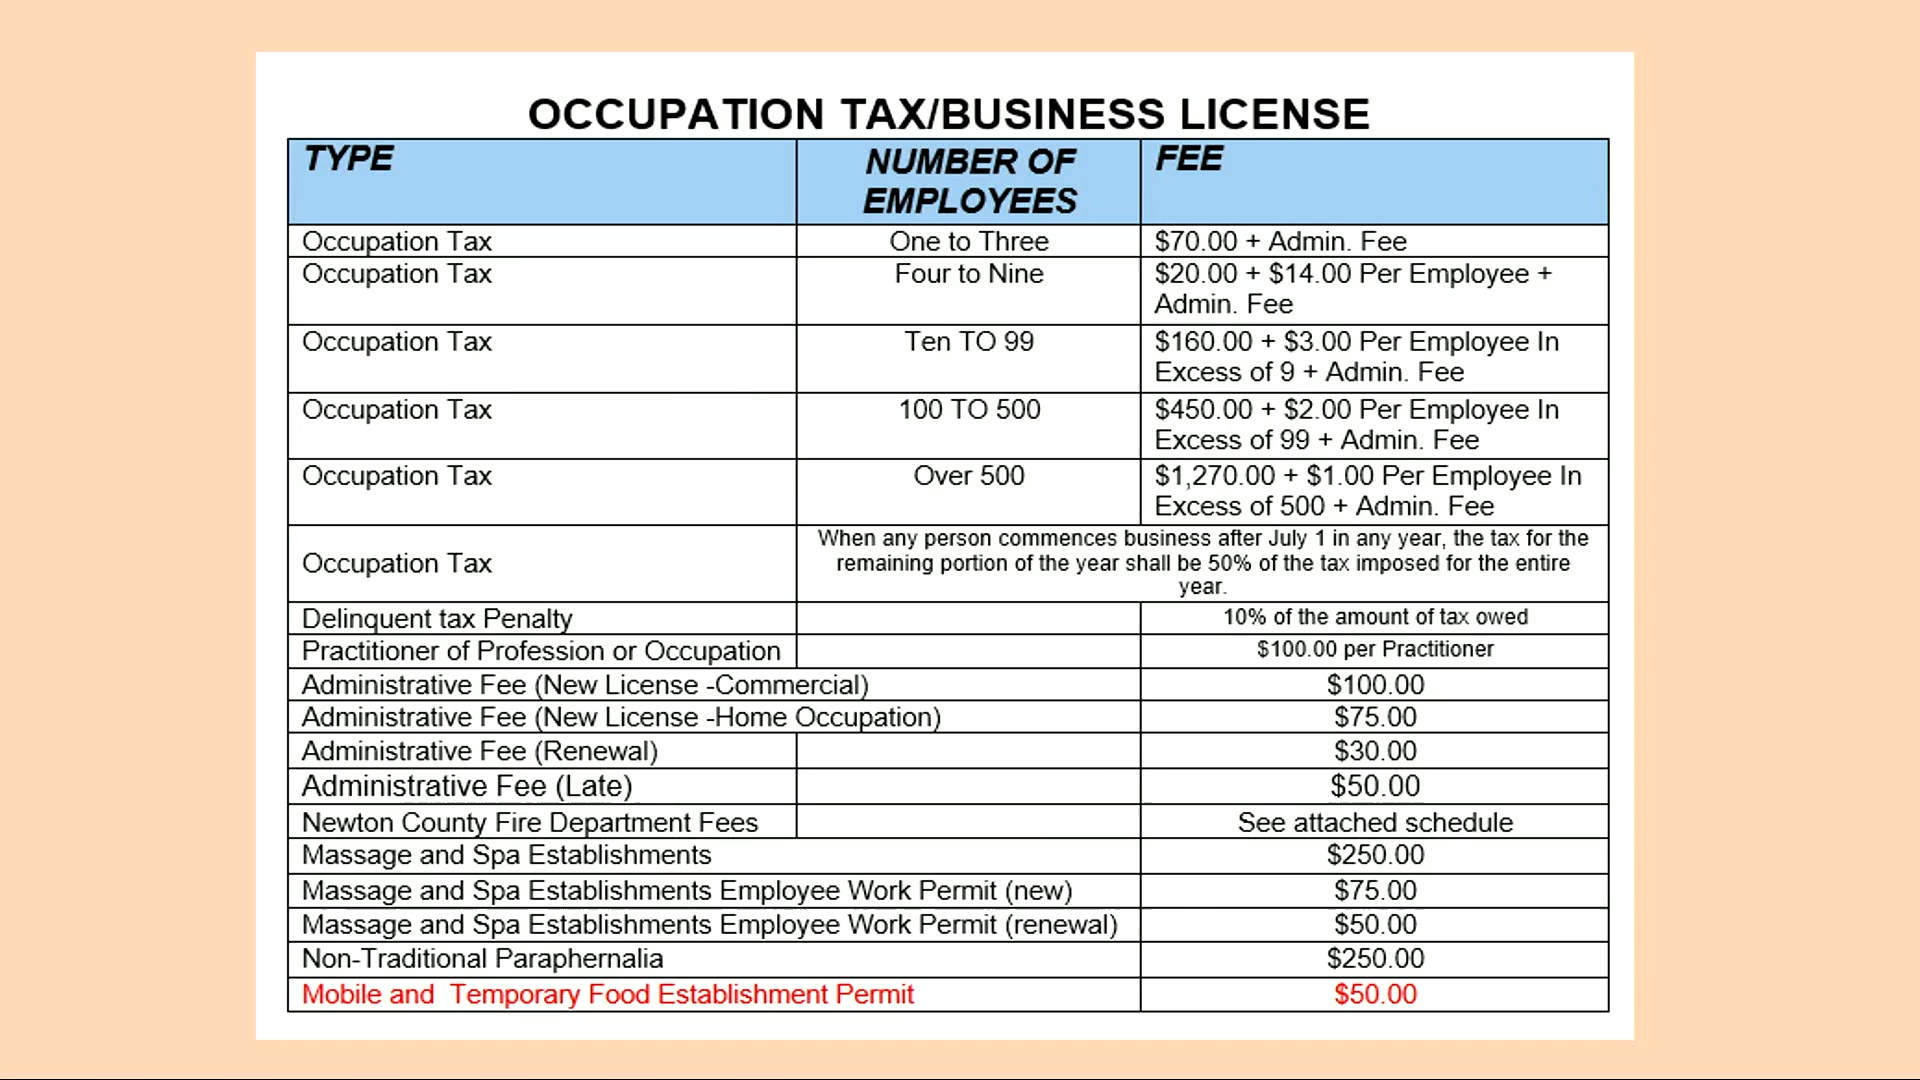 OCCUPATION TAX/BUSINESS LICENSE
TYPE
NUMBER OF
EMPLOYEES
FEE
Occupation Tax
One to Three
$70.00 + Admin. Fee
Occupation Tax
Four to Nine
$20.00 + $14.00 Per Employee +
Admin. Fee
Occupation Tax
Ten TO 99
$160.00 + $3.00 Per Employee In
Excess of 9 + Admin. Fee
Occupation Tax
100 TO 500
$450.00 + $2.00 Per Employee In
Excess of 99 + Admin. Fee
Occupation Tax
Over 500
$1,270.00 + $1.00 Per Employee In
Excess of 500 + Admin. Fee
Occupation Tax
When any person commences business after July 1 in any year, the tax for the
remaining portion of the year shall be 50% of the tax imposed for the entire
year.
Delinquent tax Penalty
10% of the amount of tax owed
Practitioner of Profession or Occupation
$100.00 per Practitioner
Administrative Fee (New License -Commercial)
$100.00
Administrative Fee (New License -Home Occupation)
$75.00
Administrative Fee (Renewal)
$30.00
Administrative Fee (Late)
$50.00
Newton County Fire Department Fees
See attached schedule
Massage and Spa Establishments
$250.00
Massage and Spa Establishments Employee Work Permit (new)
$75.00
Massage and Spa Establishments Employee Work Permit (renewal)
$50.00
Non-Traditional Paraphernalia
$250.00
Mobile and  Temporary Food Establishment Permit
$50.00